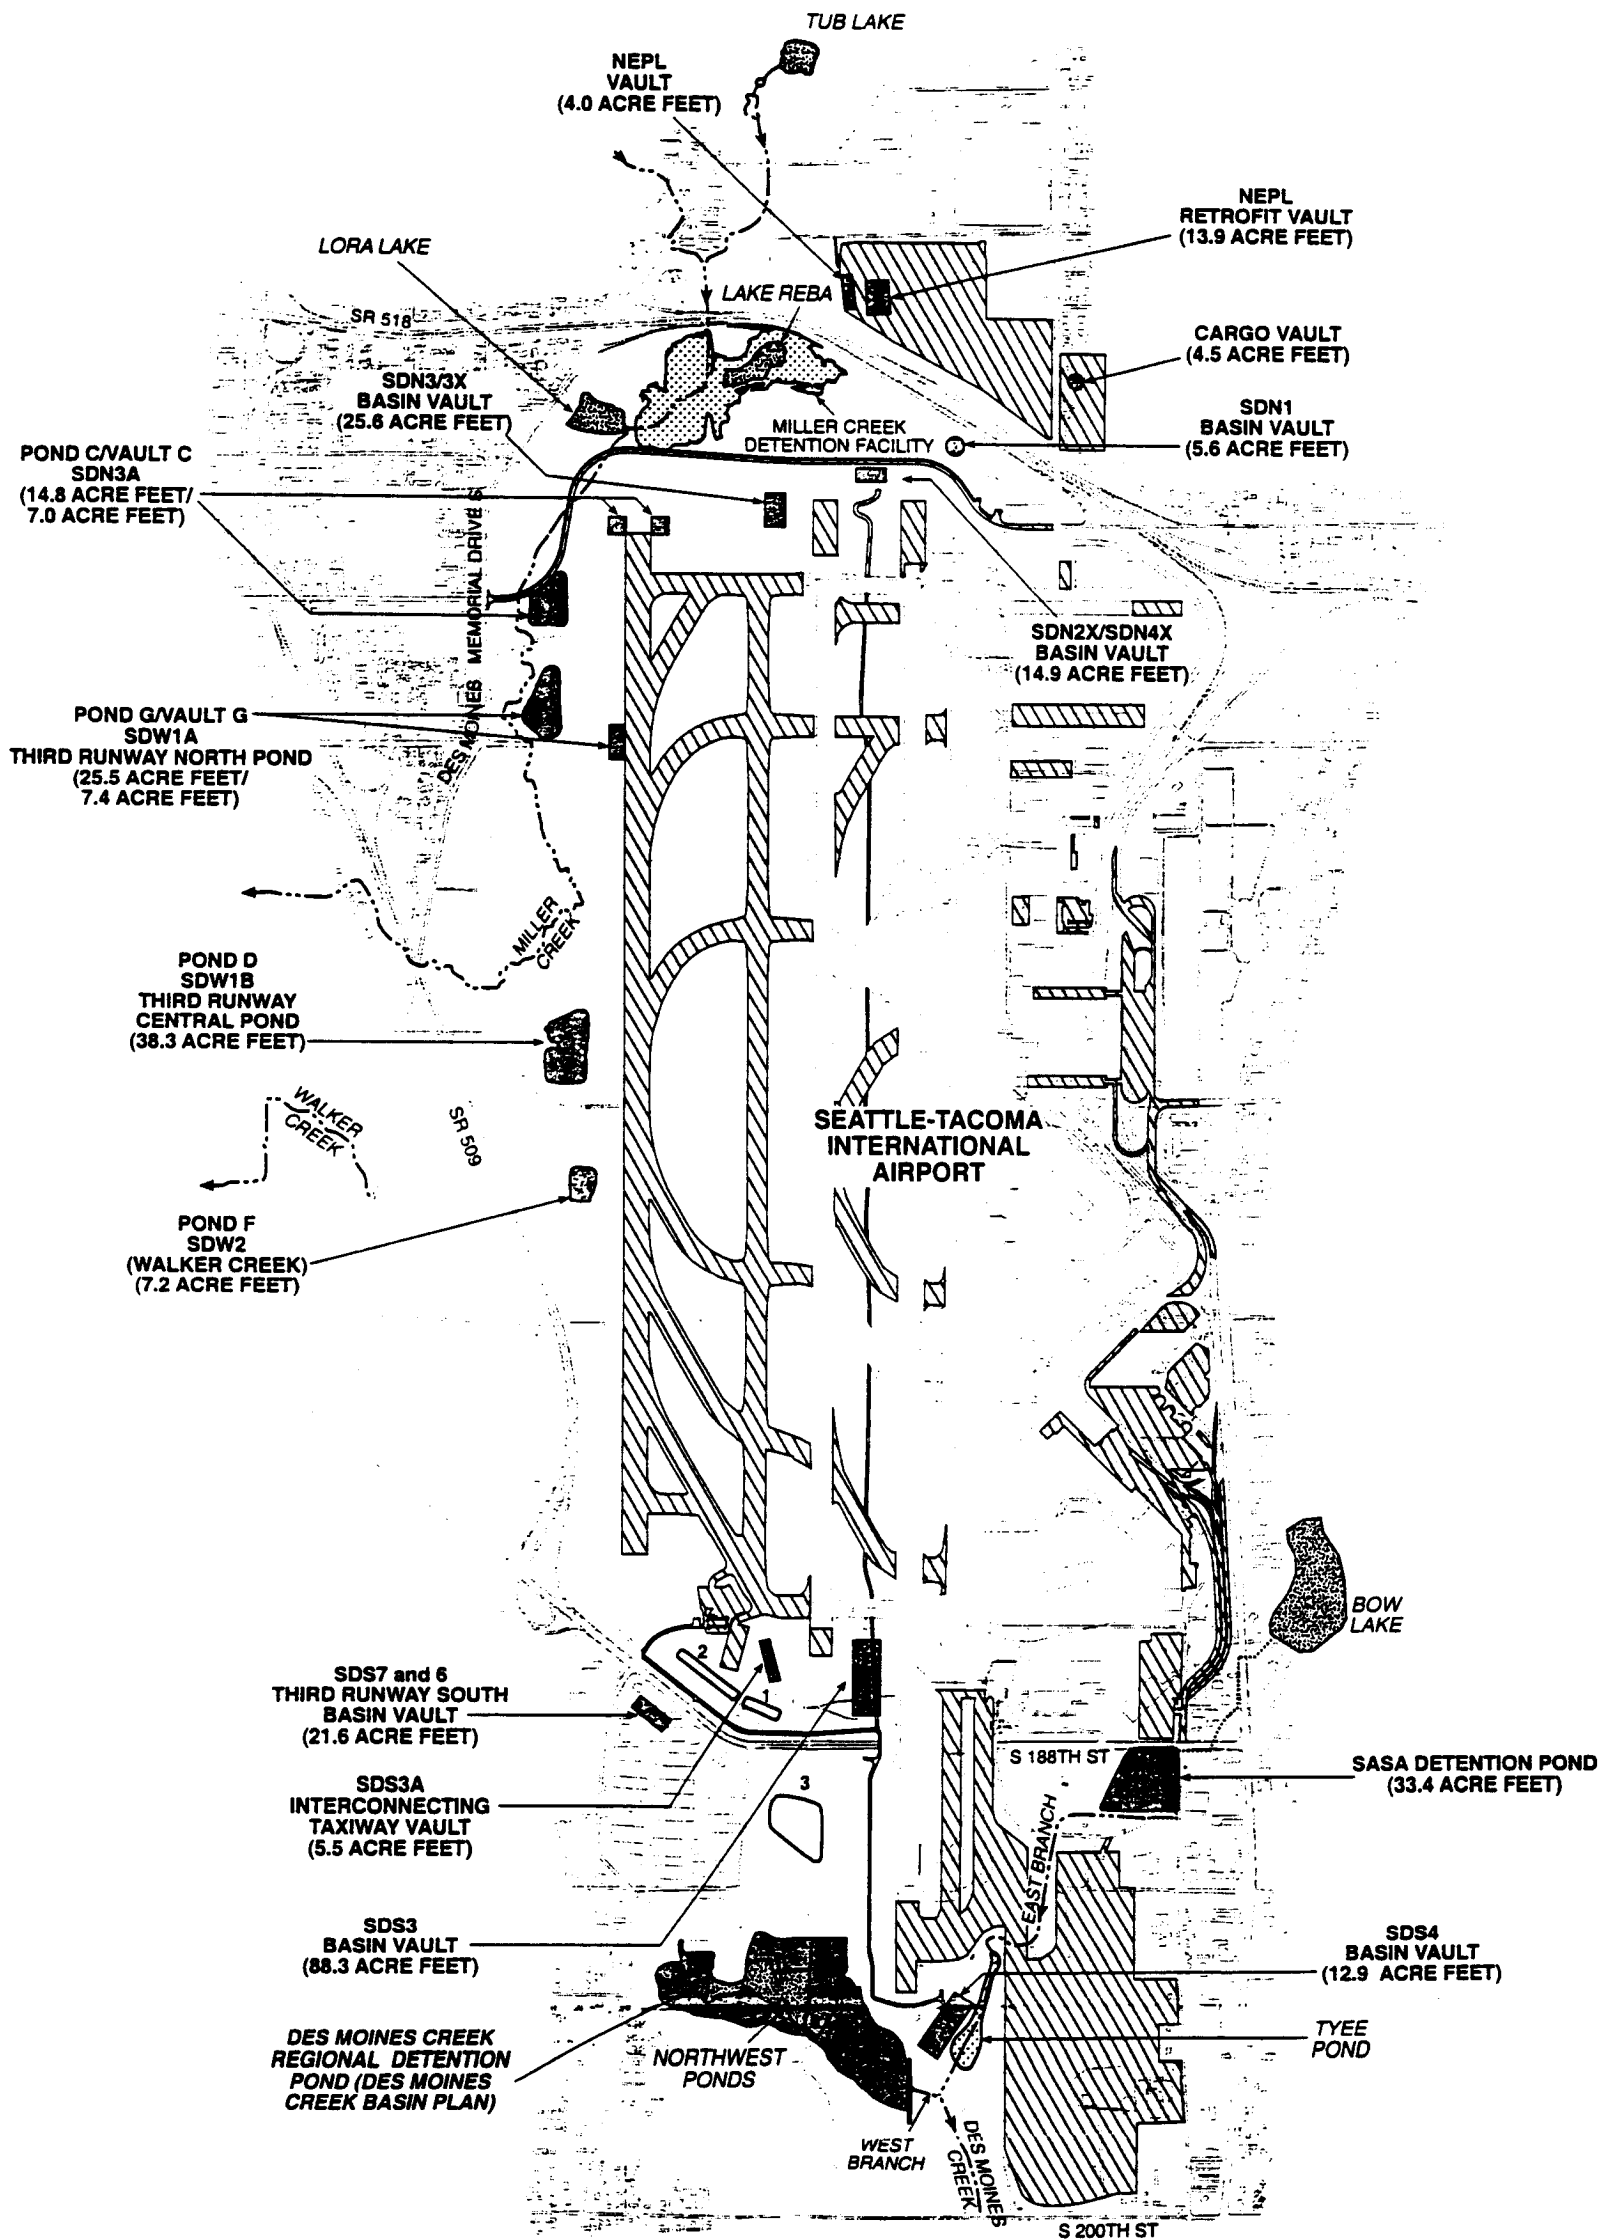 TUB LAKE
NEPL
VAULT
(4.0 ACRE FEET)
NEPL
RETROFIT VAULT
(13.9 ACRE FEET)
LORA LAKE
LAKE REBA
SR 518
CARGO VAULT
(4.5 ACRE FEET)
SDN3/3X
BASIN VAULT
(25.6 ACRE FEET)
MILLER CREEK
DETENTION FACILITY
SDN1
BASIN VAULT
(5.6 ACRE FEET)
POND C/VAULT C
SDN3A
(14.8 ACRE FEET/
7.0 ACRE FEET)
DES MOINES MEMORIAL DRIVE S
SDN2X/SDN4X
BASIN VAULT
(14.9 ACRE FEET)
POND G/VAULT G
SDW1A
THIRD RUNWAY NORTH POND
(25.5 ACRE FEET/
7.4 ACRE FEET)
MILLER
CREEK
POND D
SDW1B
THIRD RUNWAY
CENTRAL POND
(38.3 ACRE FEET)
WALKER
CREEK
SR 509
SEATTLE-TACOMA
INTERNATIONAL
AIRPORT
POND F
SDW2
(WALKER CREEK)
(7.2 ACRE FEET)
BOW
LAKE
2
1
SDS7 and 6
THIRD RUNWAY SOUTH
BASIN VAULT
(21.6 ACRE FEET)
S 188TH ST
SASA DETENTION POND
(33.4 ACRE FEET)
SDS3A
INTERCONNECTING
TAXIWAY VAULT
(5.5 ACRE FEET)
3
EAST BRANCH
SDS3
BASIN VAULT
(88.3 ACRE FEET)
SDS4
BASIN VAULT
(12.9 ACRE FEET)
DES MOINES CREEK
REGIONAL DETENTION
POND (DES MOINES
CREEK BASIN PLAN)
NORTHWEST
PONDS
TYEE
POND
WEST
BRANCH
DES MOINES
CREEK
S 200TH ST